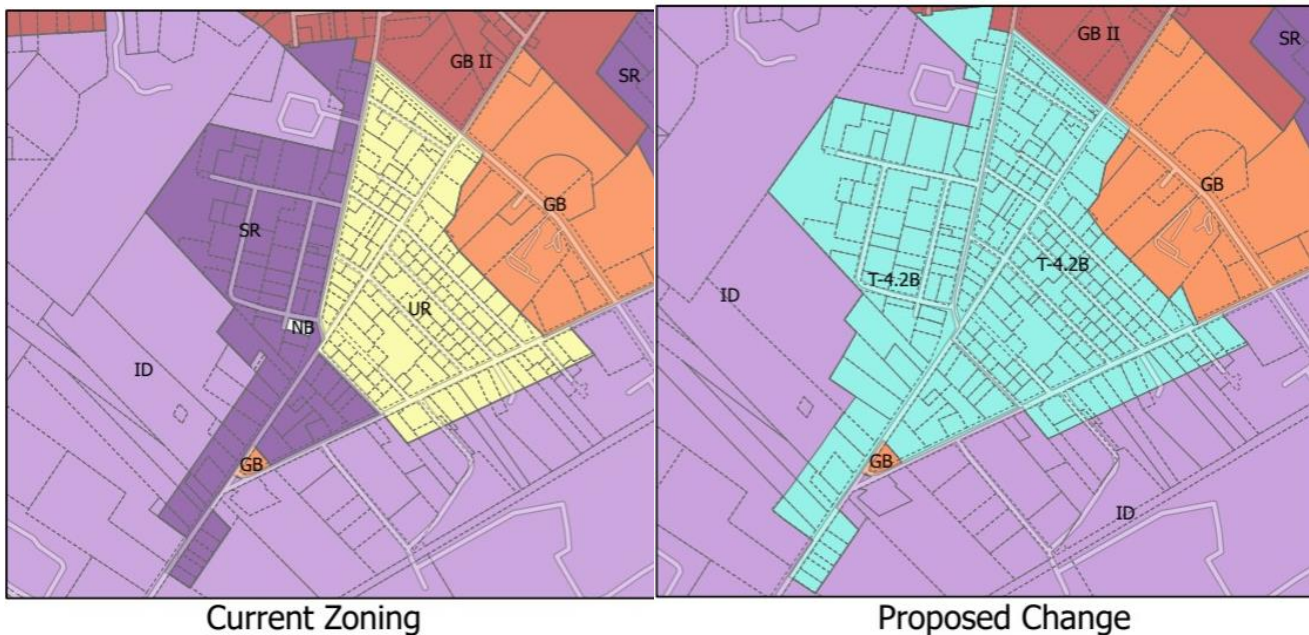 GB II
SR
GB
SR
NB
UR
ID
GB
Current Zoning
GB II
SR
GB
T-4.2B
T-4.2B
ID
GB
ID
Proposed Change